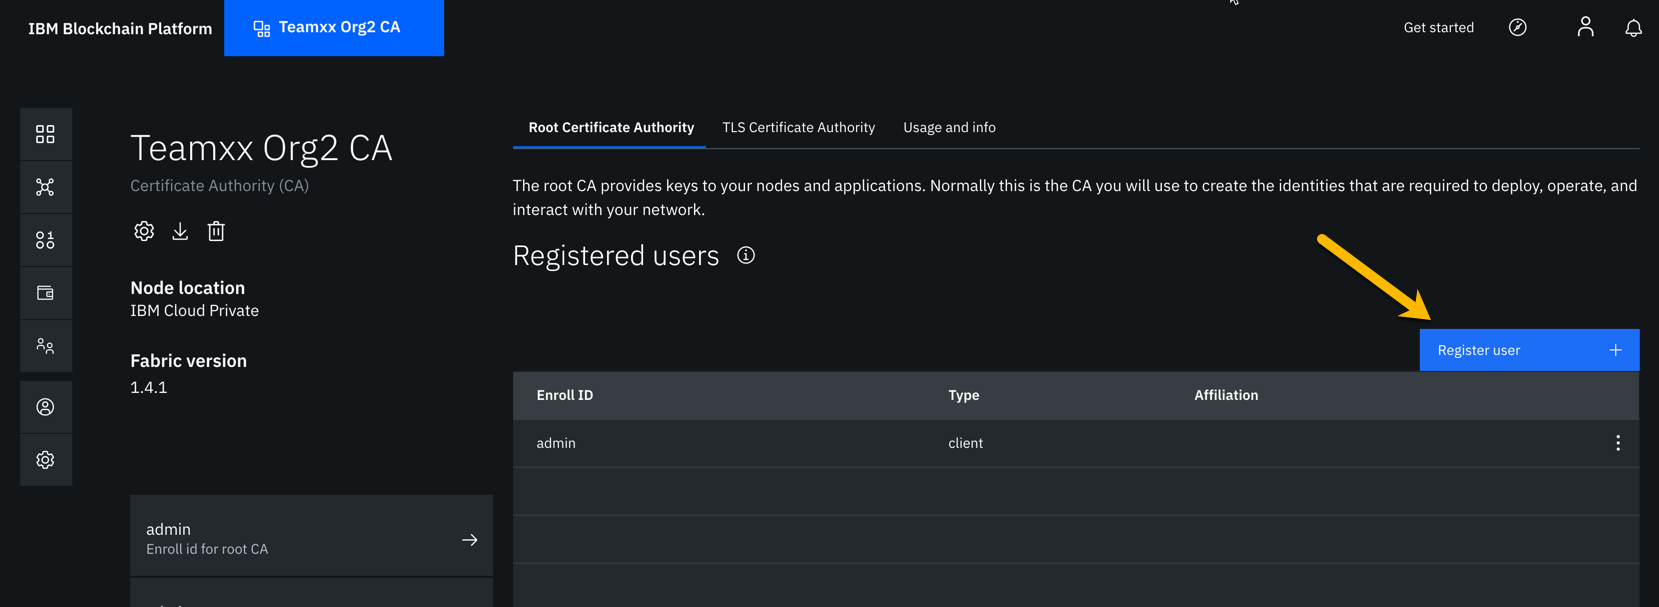 IBM Blockchain Platform
Teamxx Org2 CA
Get started
Teamxx Org2 CA
Certificate Authority (CA)
Node location
IBM Cloud Private
Fabric version
1.4.1
admin
Enroll id for root CA
Root Certificate Authority
TLS Certificate Authority
Usage and info
The root CA provides keys to your nodes and applications. Normally this is the CA you will use to create the identities that are required to deploy, operate, and
interact with your network.
Registered users
Register user
Enroll ID
Type
Affiliation
admin
client